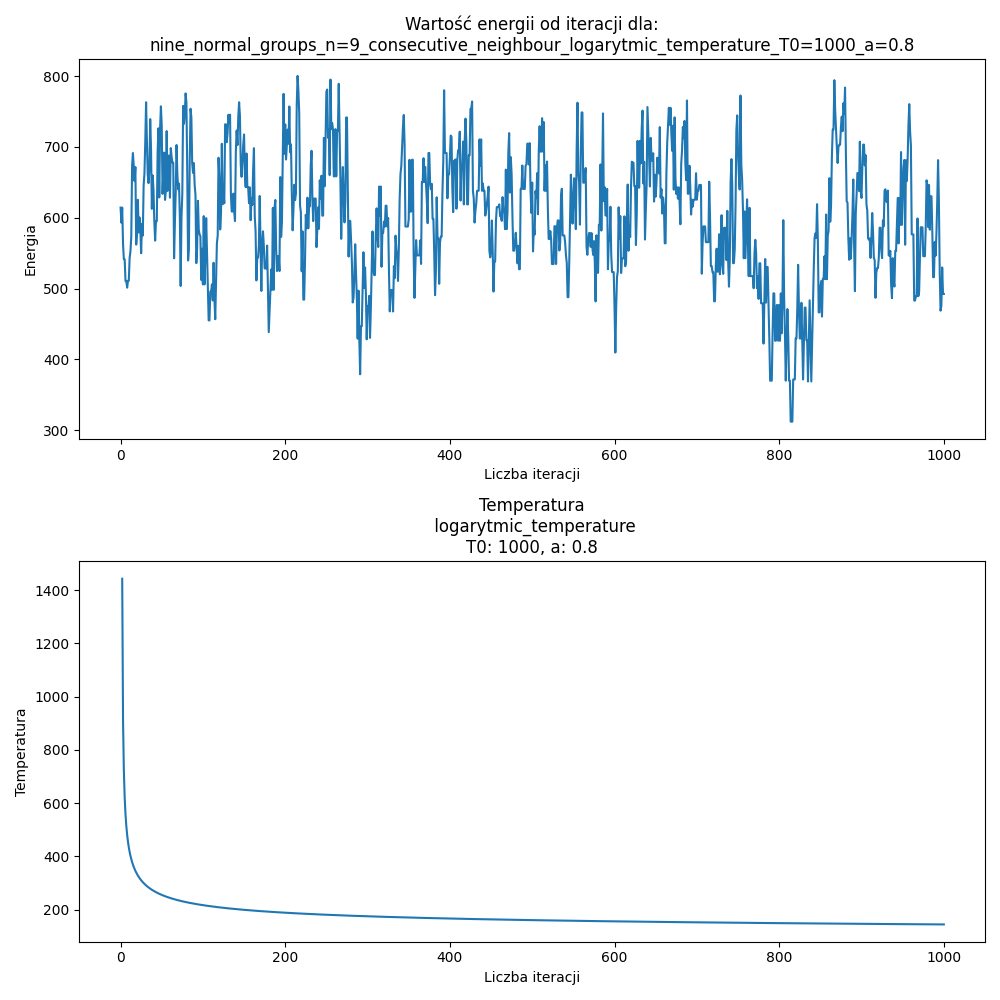 Wartość energii od iteracji dla:
nine_normal_groups_n=9_consecutive_neighbour_logarytmic_temperature_T0=1000_a=0.8
800
700
600
500
400
300
Energia
0 200 400 600 800 1000
Liczba iteracji
Temperatura
logarytmic_temperature
T0: 1000, a: 0.8
1400
1200
1000
800
600
400
200
Temperatura
0 200 400 600 800 1000
Liczba iteracji